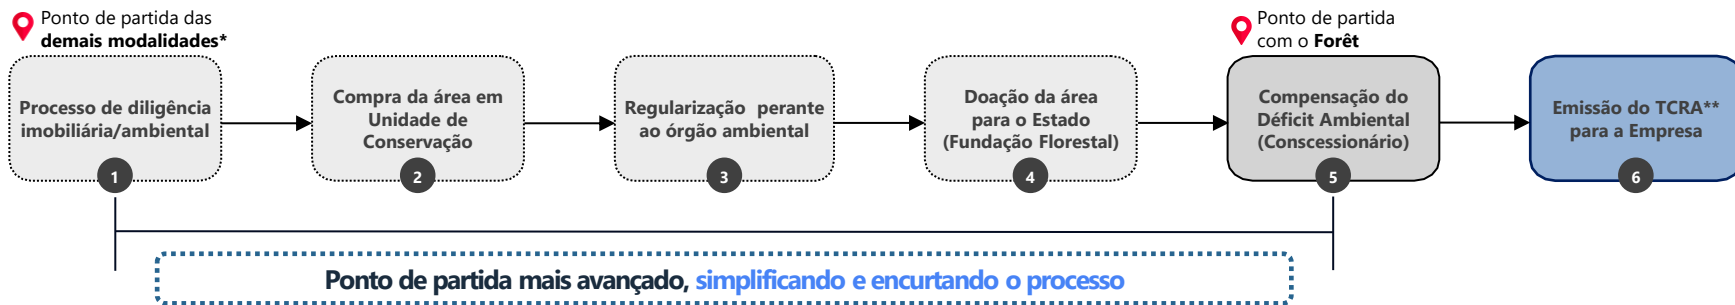 Ponto de partida das
demais modalidades*
Ponto de partida
com o Forêt
Processo de diligência
imobiliária/ambiental
1
Compra da área em
Unidade de
Conservação
2
Regularização perante
ao órgão ambiental
3
Doação da área
para o Estado
(Fundação Florestal)
4
Compensação do
Déficit Ambiental
(Conscessionário)
5
Emissão do TCRA**
para a Empresa
6
Ponto de partida mais avançado, simplificando e encurtando o processo